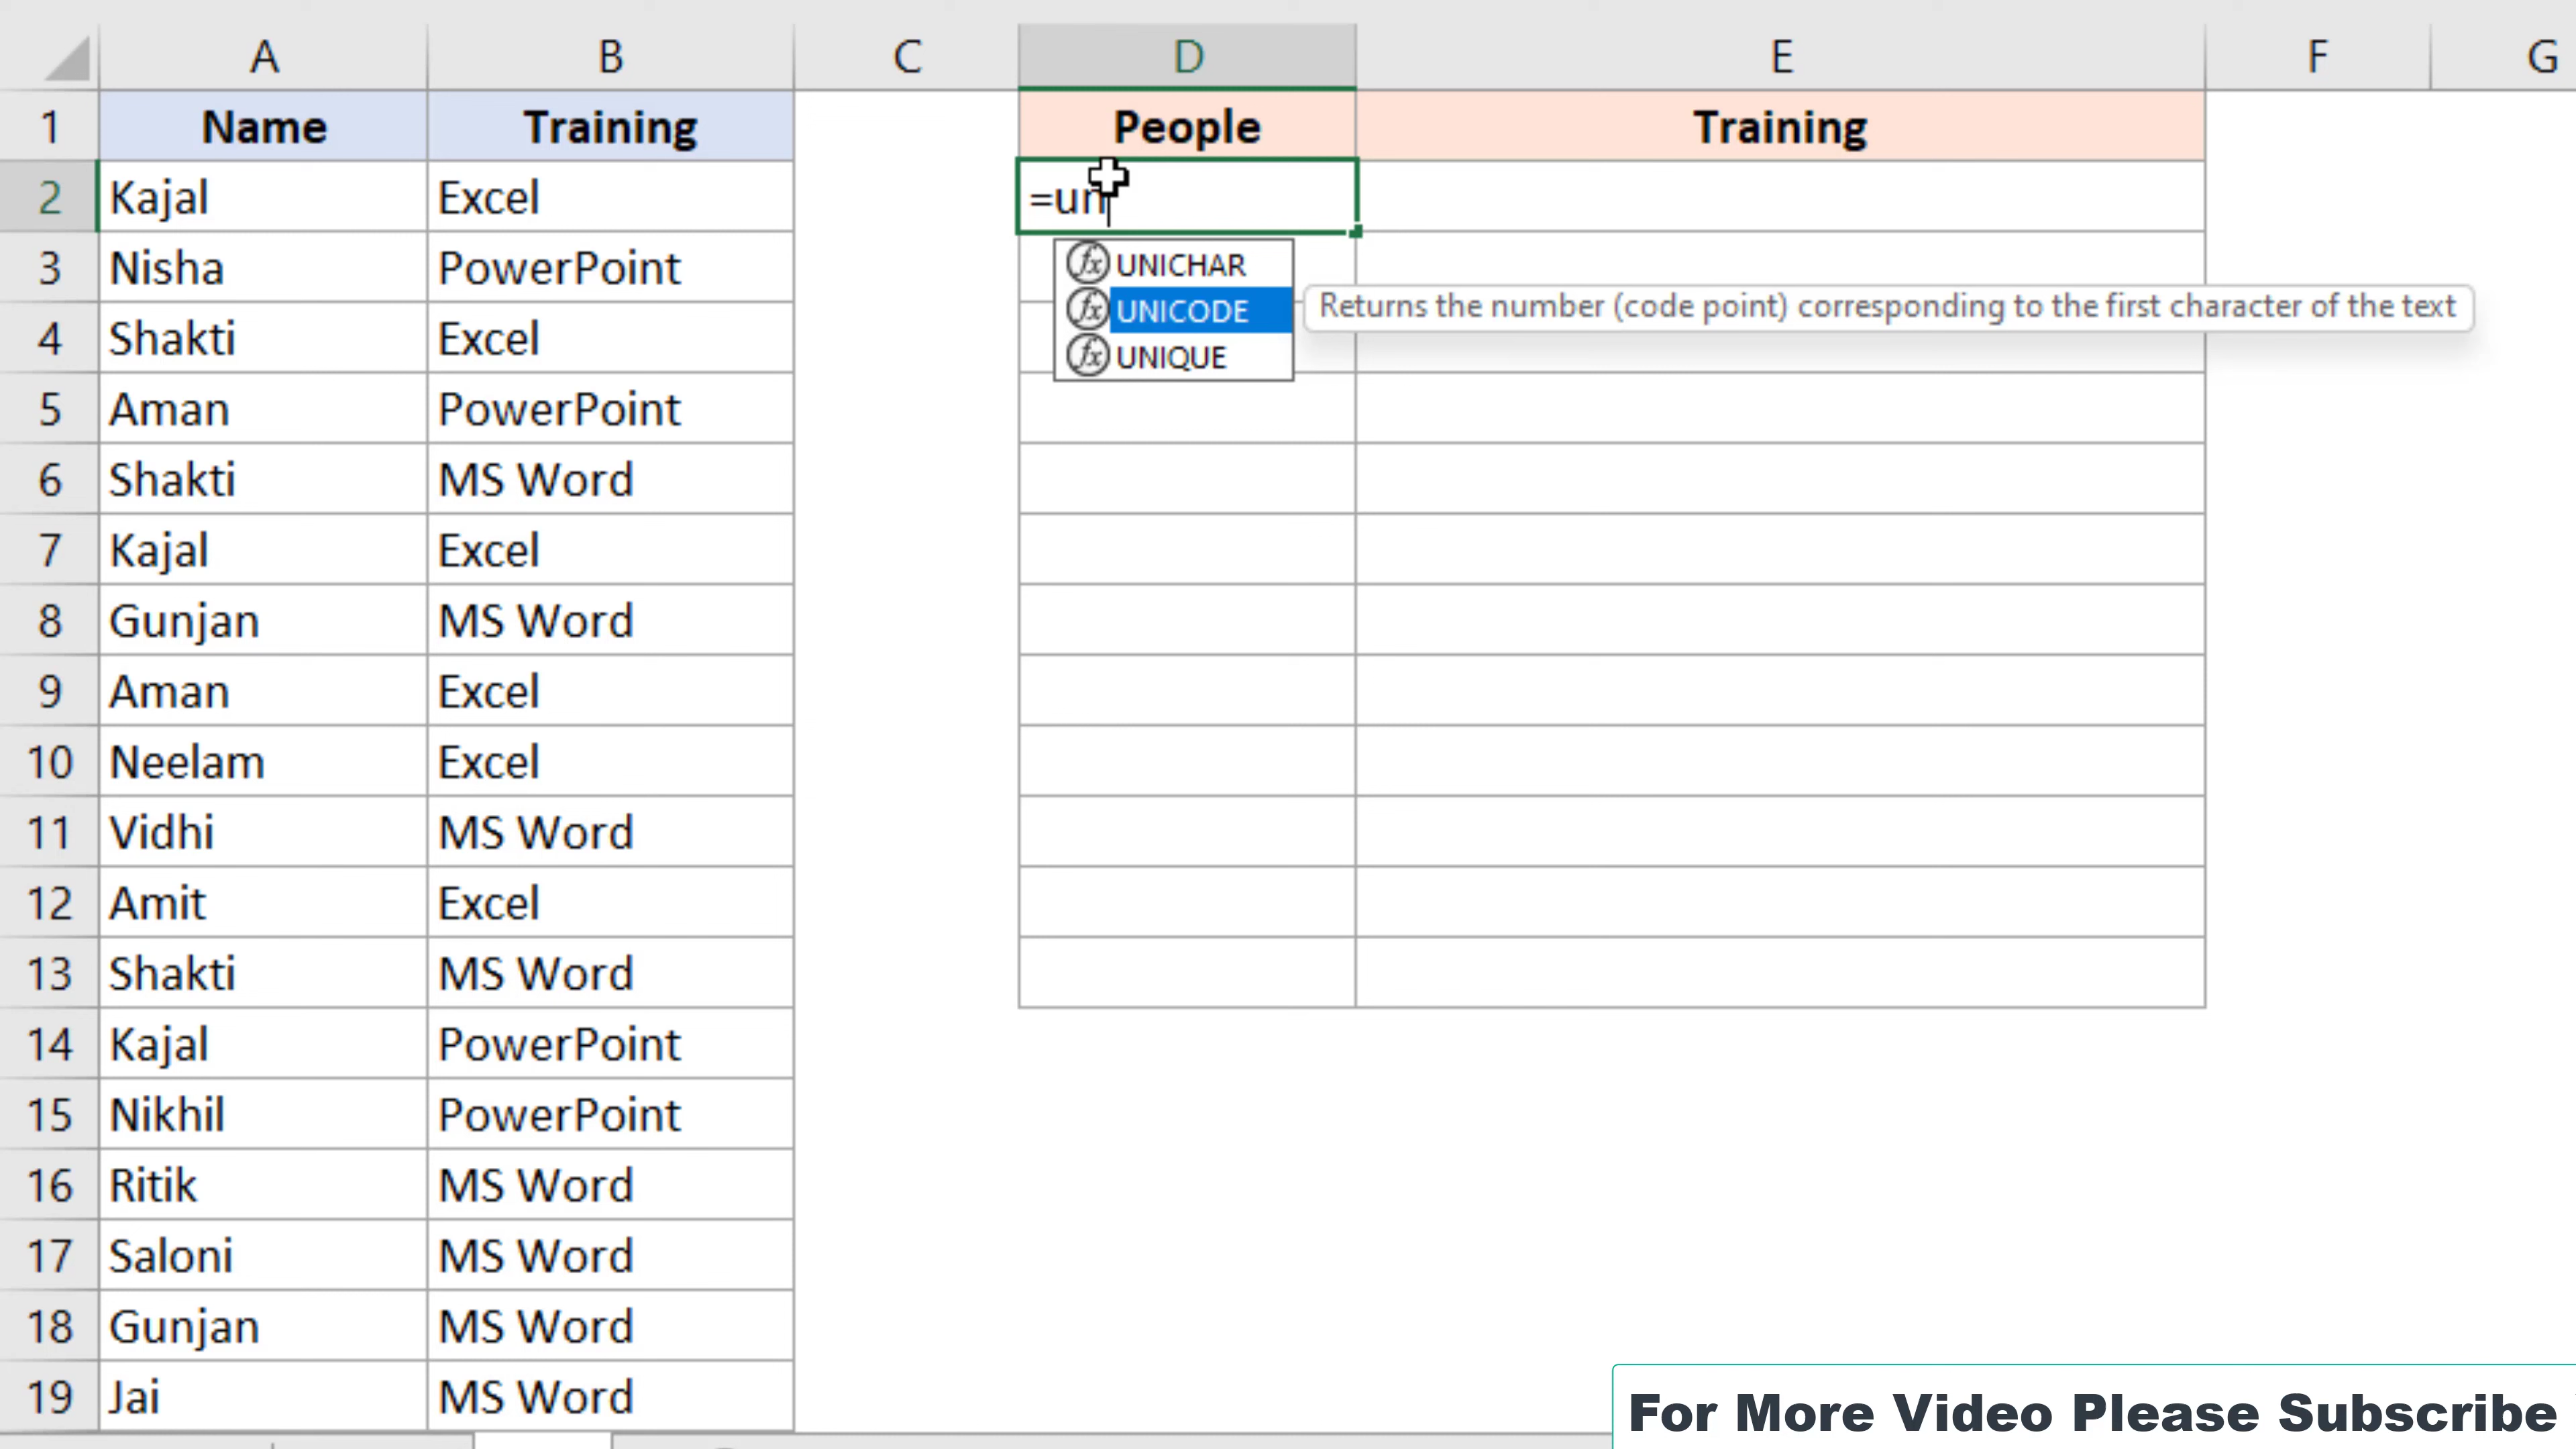 A B C D E F G
1 Name Training People Training
2 Kajal Excel =un
3 Nisha PowerPoint UNICHAR
UNICODE Returns the number (code point) corresponding to the first character of the text
4 Shakti Excel UNIQUE
5 Aman PowerPoint
6 Shakti MS Word
7 Kajal Excel
8 Gunjan MS Word
9 Aman Excel
10 Neelam Excel
11 Vidhi MS Word
12 Amit Excel
13 Shakti MS Word
14 Kajal PowerPoint
15 Nikhil PowerPoint
16 Ritik MS Word
17 Saloni MS Word
18 Gunjan MS Word
19 Jai MS Word
For More Video Please Subscribe